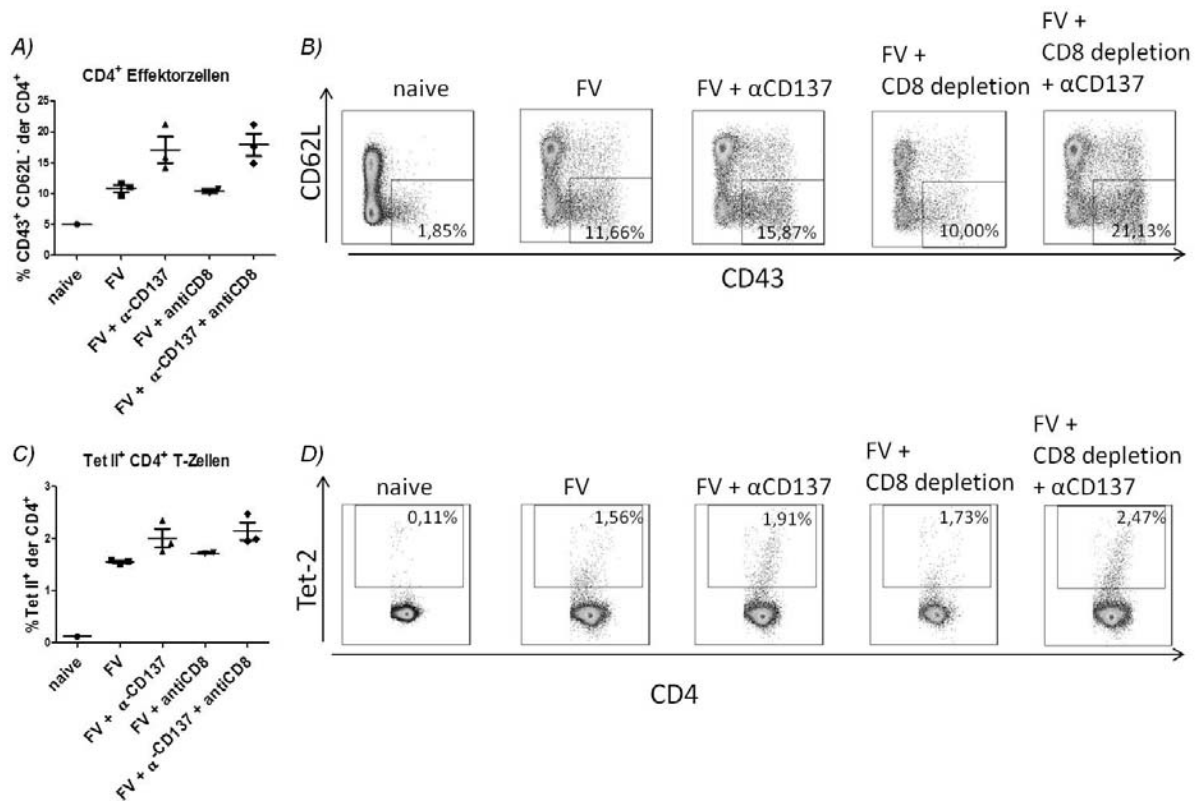 A)
CD4⁺ Effektorzellen
% CD43⁺ CD62L⁻ der CD4⁺
25
20
15
10
5
0
naive
FV
FV + α-CD137
FV + antiCD8
FV + α-CD137 + antiCD8
B)
naive
FV
FV + αCD137
FV +
CD8 depletion
FV +
CD8 depletion
+ αCD137
CD62L
1,85%
11,66%
15,87%
10,00%
21,13%
CD43
C)
Tet II⁺ CD4⁺ T-Zellen
% Tet II⁺ der CD4⁺
3
2
1
0
naive
FV
FV + α-CD137
FV + antiCD8
FV + α-CD137 + antiCD8
D)
naive
FV
FV + αCD137
FV +
CD8 depletion
FV +
CD8 depletion
+ αCD137
Tet-2
0,11%
1,56%
1,91%
1,73%
2,47%
CD4